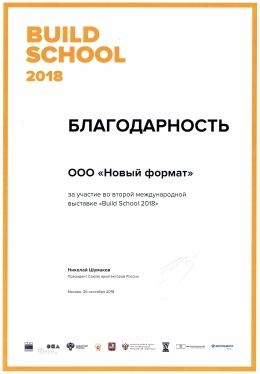 BUILD
SCHOOL
2018
БЛАГОДАРНОСТЬ
ООО «Новый формат»
за участие во второй международной
выставке «Build School 2018»
Николай Шумаков
Президент Союза архитекторов России
Москва, 26 сентября 2018